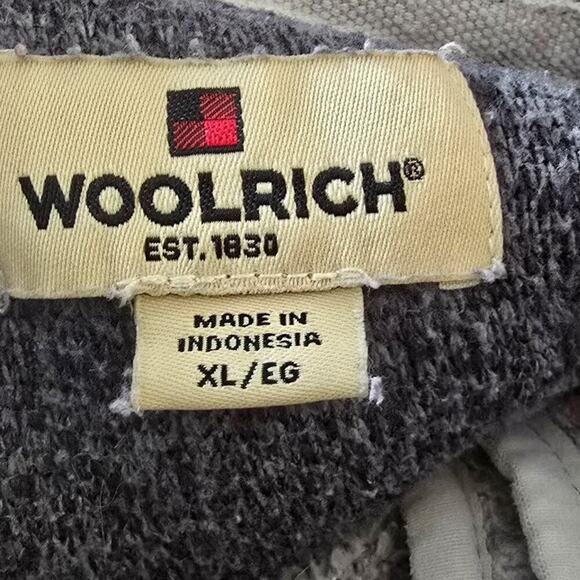 WOOLRICH®
EST. 1830
MADE IN
INDONESIA
XL/EG